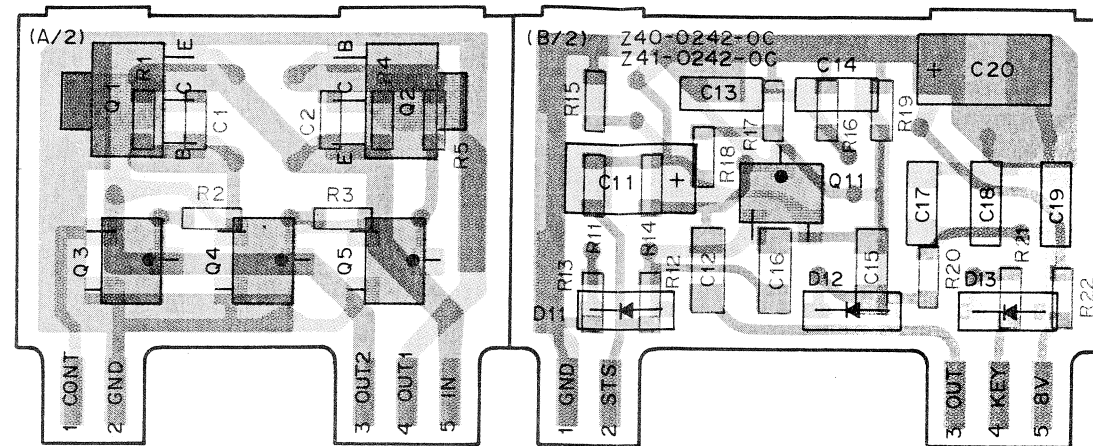 (A/2)
E
B
Q1
R1
C
C1
B
C2
C
R4
Q2
E
R5
R2
R3
Q3
Q4
Q5
1 CONT
2 GND
3 OUT2
4 OUT1
5 IN
(B/2)
Z40-0242-0C
Z41-0242-0C
C14
+ C20
R15
C13
R17
R16
R19
R18
C11 +
Q11
C17
C18
C19
R11
R14
R13
R12
C12
C16
C15
R20
R21
R22
D11
D12
D13
1 GND
2 STS
3 OUT
4 KEY
5 8V